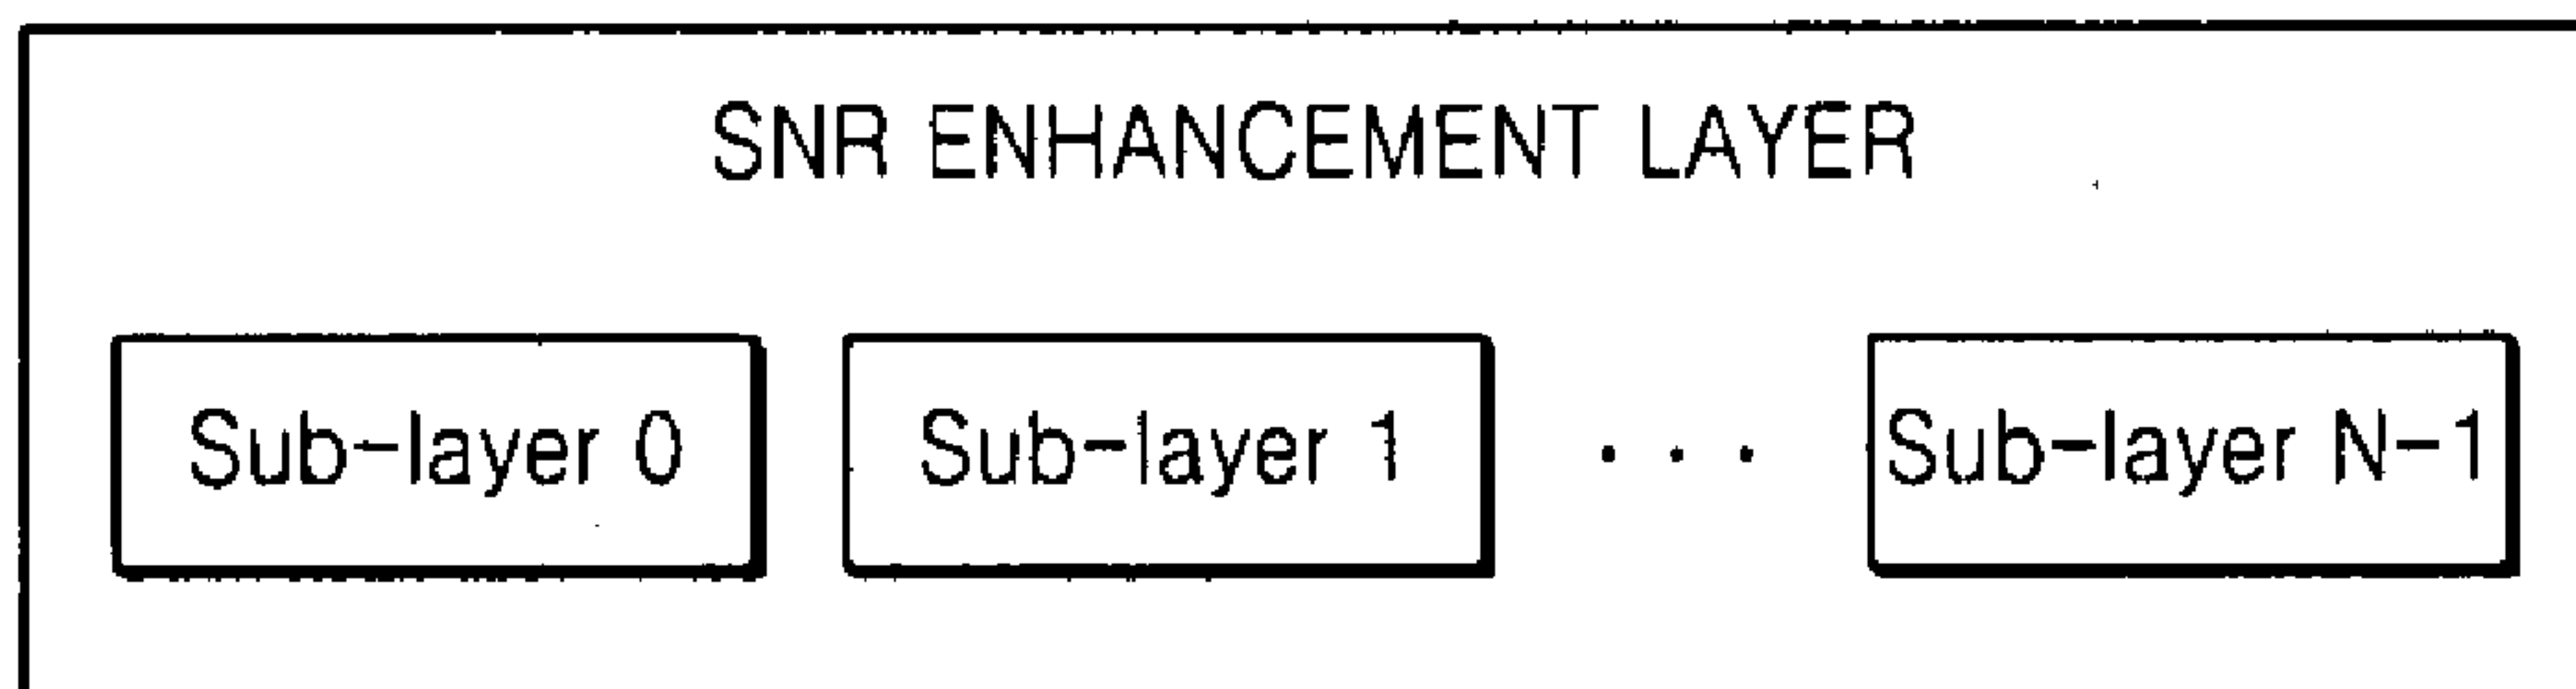 SNR ENHANCEMENT LAYER
Sub-layer 0
Sub-layer 1
. . .
Sub-layer N-1